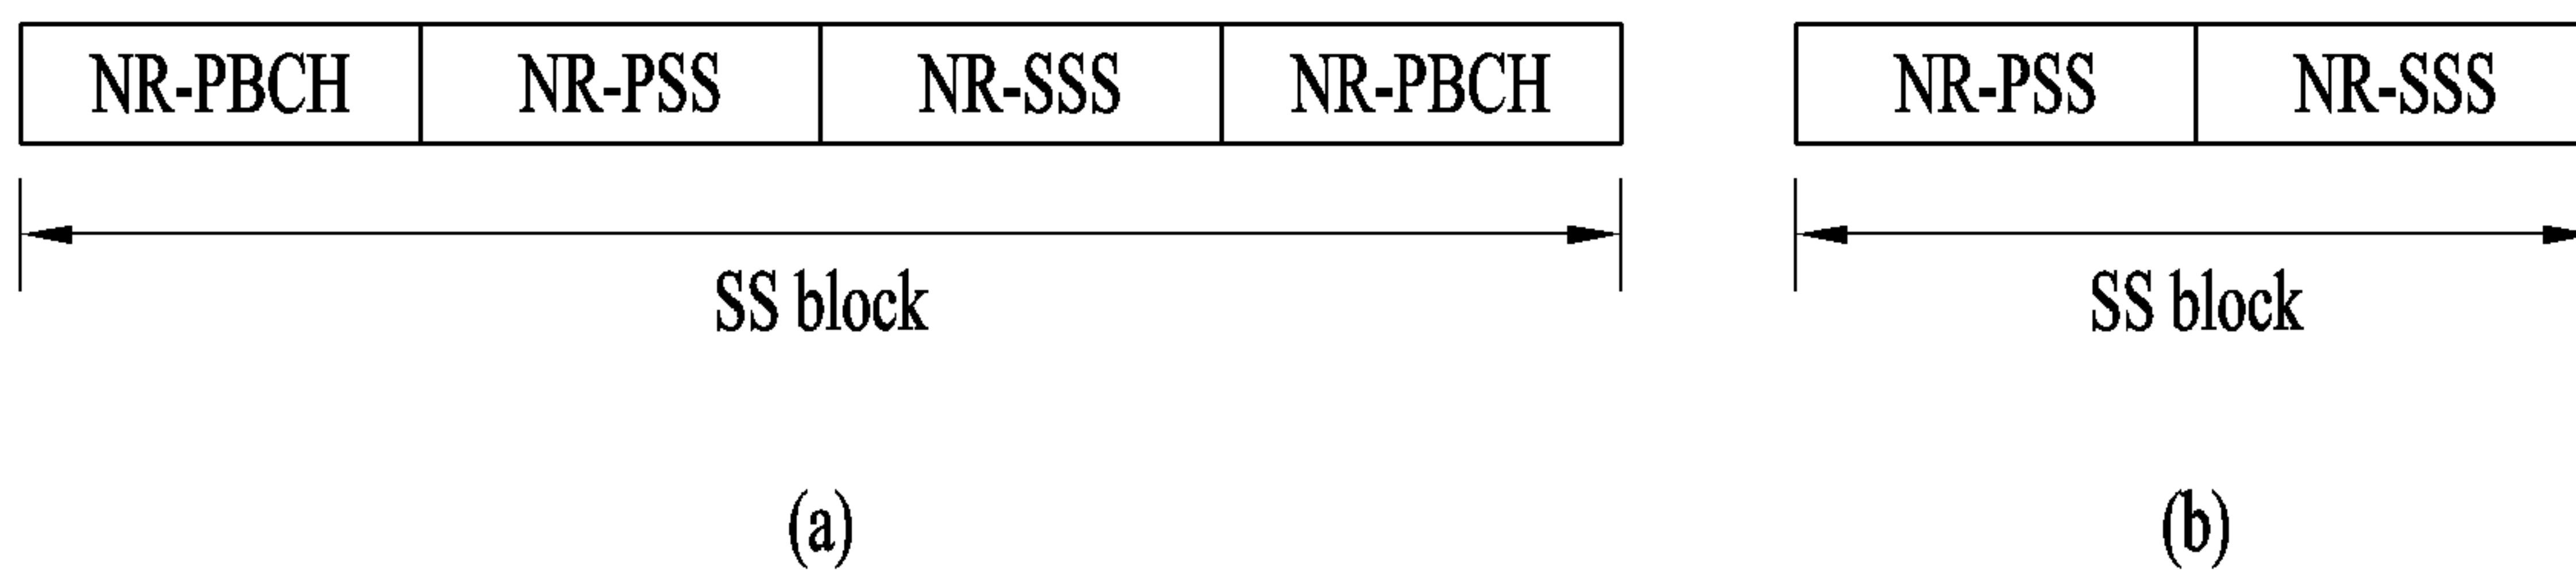 NR-PBCH NR-PSS NR-SSS NR-PBCH NR-PSS NR-SSS
SS block SS block
(a) (b)